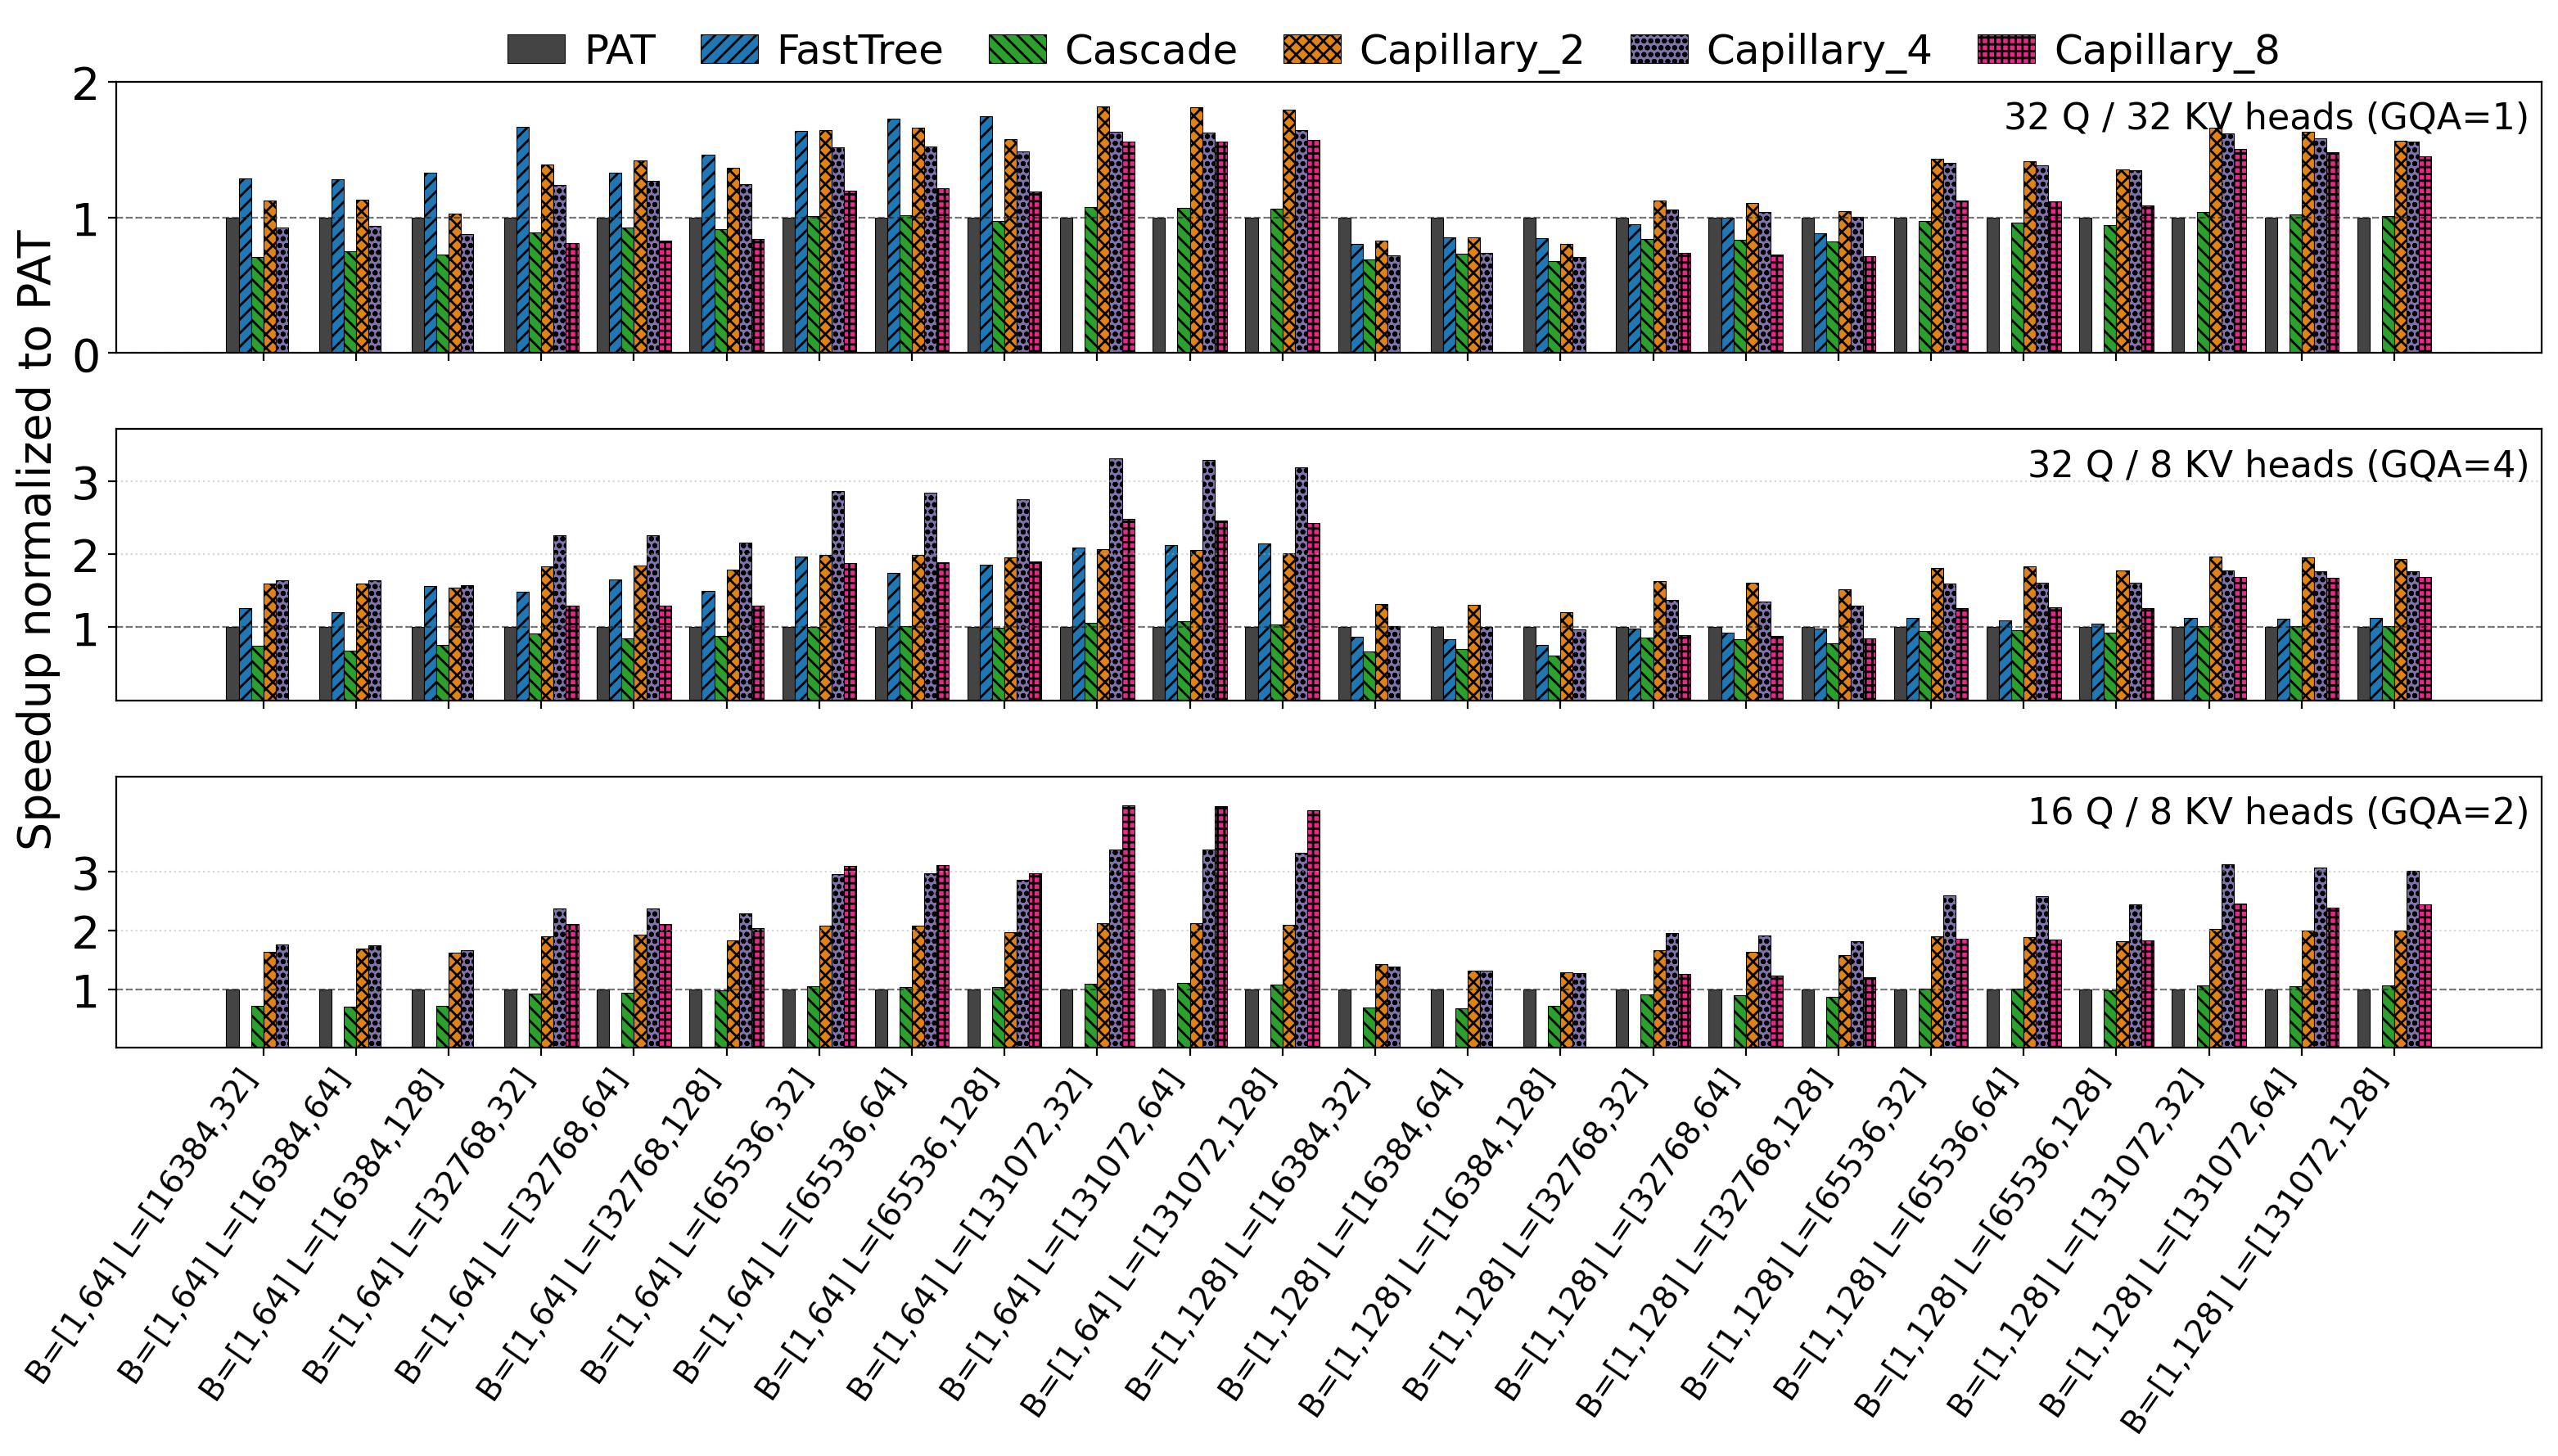 PAT FastTree Cascade Capillary_2 Capillary_4 Capillary_8
Speedup normalized to PAT
2
1
0
32 Q / 32 KV heads (GQA=1)
3
2
1
32 Q / 8 KV heads (GQA=4)
3
2
1
16 Q / 8 KV heads (GQA=2)
B=[1,64] L=[16384,32]
B=[1,64] L=[16384,64]
B=[1,64] L=[16384,128]
B=[1,64] L=[32768,32]
B=[1,64] L=[32768,64]
B=[1,64] L=[32768,128]
B=[1,64] L=[65536,32]
B=[1,64] L=[65536,64]
B=[1,64] L=[65536,128]
B=[1,64] L=[131072,32]
B=[1,64] L=[131072,64]
B=[1,64] L=[131072,128]
B=[1,128] L=[16384,32]
B=[1,128] L=[16384,64]
B=[1,128] L=[16384,128]
B=[1,128] L=[32768,32]
B=[1,128] L=[32768,64]
B=[1,128] L=[32768,128]
B=[1,128] L=[65536,32]
B=[1,128] L=[65536,64]
B=[1,128] L=[65536,128]
B=[1,128] L=[131072,32]
B=[1,128] L=[131072,64]
B=[1,128] L=[131072,128]